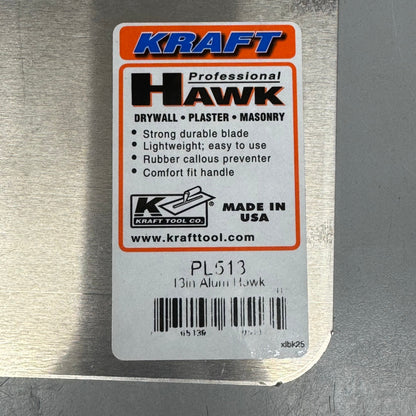 KRAFT
Professional
HAWK
DRYWALL • PLASTER • MASONRY
• Strong durable blade
• Lightweight; easy to use
• Rubber callous preventer
• Comfort fit handle
K
KRAFT TOOL CO.
MADE IN
USA
www.krafttool.com
PL513
13in Alum Hawk
xlbk25